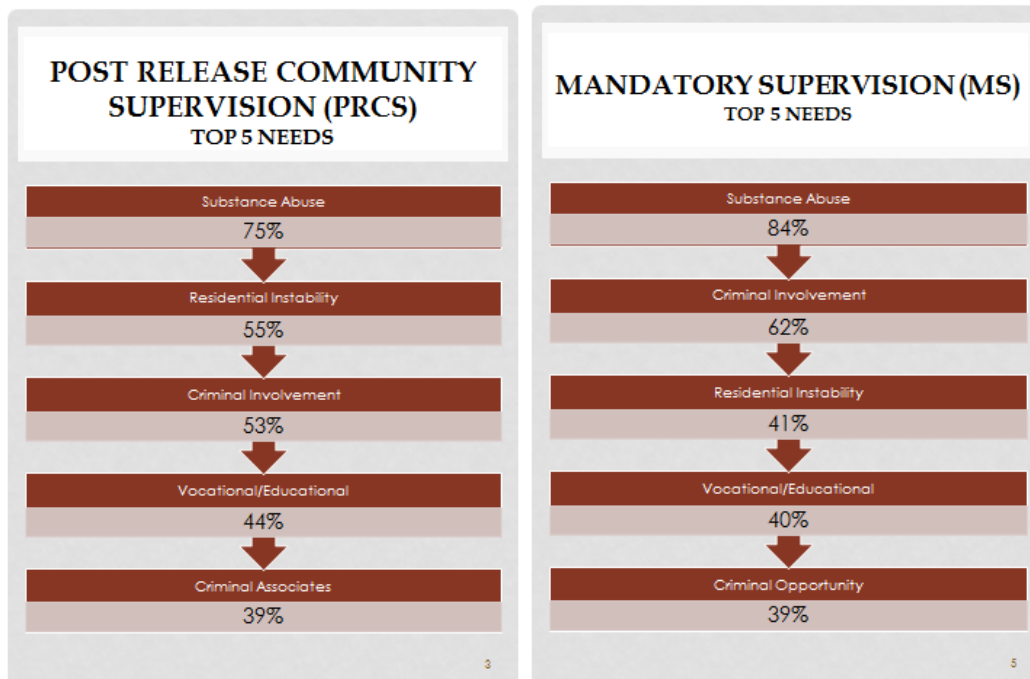 POST RELEASE COMMUNITY
SUPERVISION (PRCS)
TOP 5 NEEDS
Substance Abuse
75%
Residential Instability
55%
Criminal Involvement
53%
Vocational/Educational
44%
Criminal Associates
39%
3
MANDATORY SUPERVISION (MS)
TOP 5 NEEDS
Substance Abuse
84%
Criminal Involvement
62%
Residential Instability
41%
Vocational/Educational
40%
Criminal Opportunity
39%
5